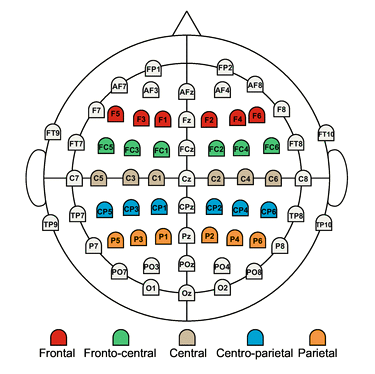 FP1 FP2
AF7 AF3 AFz AF4 AF8
F7 F5 F3 F1 Fz F2 F4 F6 F8
FT9 FT7 FC5 FC3 FC1 FCz FC2 FC4 FC6 FT8 FT10
C7 C5 C3 C1 Cz C2 C4 C6 C8
TP9 TP7 CP5 CP3 CP1 CPz CP2 CP4 CP6 TP8 TP10
P7 P5 P3 P1 Pz P2 P4 P6 P8
PO7 PO3 POz PO4 PO8
O1 Oz O2
Frontal Fronto-central Central Centro-parietal Parietal